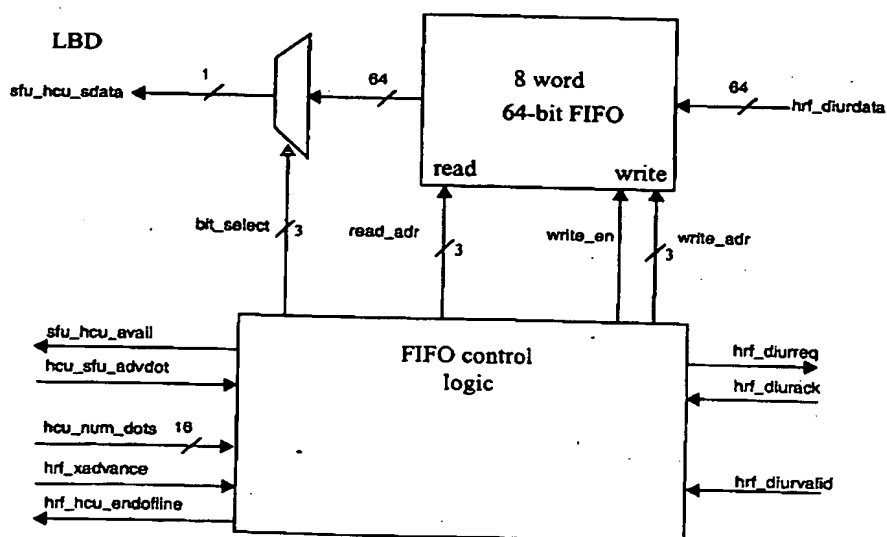 LBD
sfu_hcu_sdata
1
64
8 word
64-bit FIFO
64
hrf_diurdata
read
write
bit_select
3
read_adr
3
write_en
write_adr
3
sfu_hcu_avail
hcu_sfu_advdot
hcu_num_dots
16
hrf_xadvance
hrf_hcu_endofline
FIFO control
logic
hrf_diurreq
hrf_diurack
hrf_diurvalid